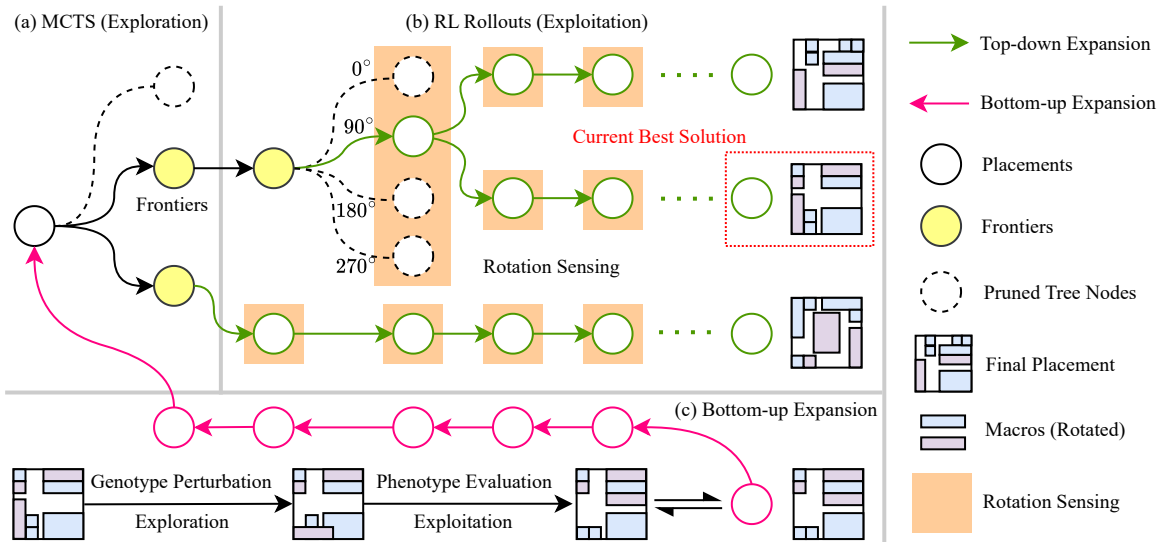 (a) MCTS (Exploration)
(b) RL Rollouts (Exploitation)
0°
90°
180°
270°
Frontiers
Current Best Solution
Rotation Sensing
(c) Bottom-up Expansion
Genotype Perturbation
Exploration
Phenotype Evaluation
Exploitation
Top-down Expansion
Bottom-up Expansion
Placements
Frontiers
Pruned Tree Nodes
Final Placement
Macros (Rotated)
Rotation Sensing